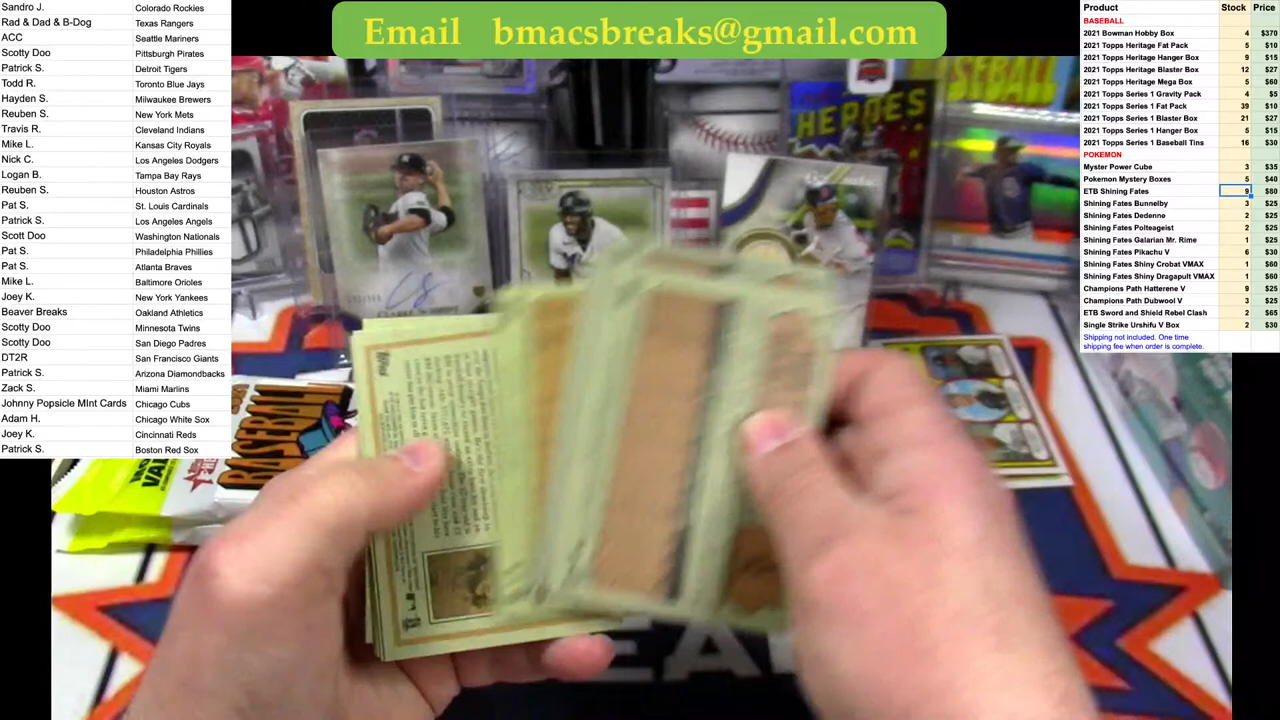 Email bmacsbreaks@gmail.com
Sandro J. Colorado Rockies
Rad & Dad & B-Dog Texas Rangers
ACC Seattle Mariners
Scotty Doo Pittsburgh Pirates
Patrick S. Detroit Tigers
Todd R. Toronto Blue Jays
Hayden S. Milwaukee Brewers
Reuben S. New York Mets
Travis R. Cleveland Indians
Mike L. Kansas City Royals
Nick C. Los Angeles Dodgers
Logan B. Tampa Bay Rays
Reuben S. Houston Astros
Pat S. St. Louis Cardinals
Patrick S. Los Angeles Angels
Scott Doo Washington Nationals
Pat S. Philadelphia Phillies
Pat S. Atlanta Braves
Mike L. Baltimore Orioles
Joey K. New York Yankees
Beaver Breaks Oakland Athletics
Scotty Doo Minnesota Twins
Scotty Doo San Diego Padres
DT2R San Francisco Giants
Patrick S. Arizona Diamondbacks
Zack S. Miami Marlins
Johnny Popsicle MInt Cards Chicago Cubs
Adam H. Chicago White Sox
Joey K. Cincinnati Reds
Patrick S. Boston Red Sox
Product Stock Price
BASEBALL
2021 Bowman Hobby Box 4 $370
2021 Topps Heritage Fat Pack 5 $10
2021 Topps Heritage Hanger Box 9 $15
2021 Topps Heritage Blaster Box 12 $27
2021 Topps Heritage Mega Box 5 $60
2021 Topps Series 1 Gravity Pack 4 $5
2021 Topps Series 1 Fat Pack 39 $10
2021 Topps Series 1 Blaster Box 21 $27
2021 Topps Series 1 Hanger Box 5 $15
2021 Topps Series 1 Baseball Tins 16 $30
POKEMON
Myster Power Cube 3 $35
Pokemon Mystery Boxes 5 $40
ETB Shining Fates 9 $80
Shining Fates Bunnelby 3 $25
Shining Fates Dedenne 2 $25
Shining Fates Polteageist 2 $25
Shining Fates Galarian Mr. Rime 1 $25
Shining Fates Pikachu V 6 $30
Shining Fates Shiny Crobat VMAX 1 $60
Shining Fates Shiny Dragapult VMAX 1 $60
Champions Path Hatterene V 9 $25
Champions Path Dubwool V 3 $25
ETB Sword and Shield Rebel Clash 2 $65
Single Strike Urshifu V Box 2 $30
Shipping not included. One time
shipping fee when order is complete.
BASEBALL
HEROES
BASEBALL